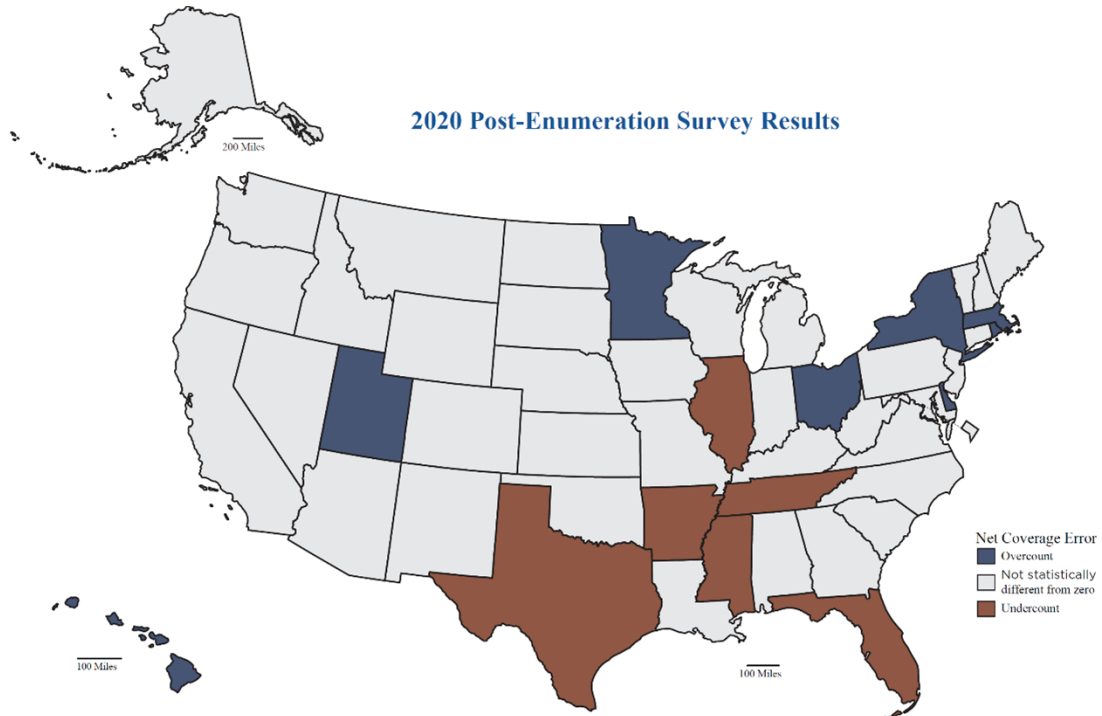 2020 Post-Enumeration Survey Results
200 Miles
Net Coverage Error
Overcount
Not statistically
different from zero
Undercount
100 Miles
100 Miles